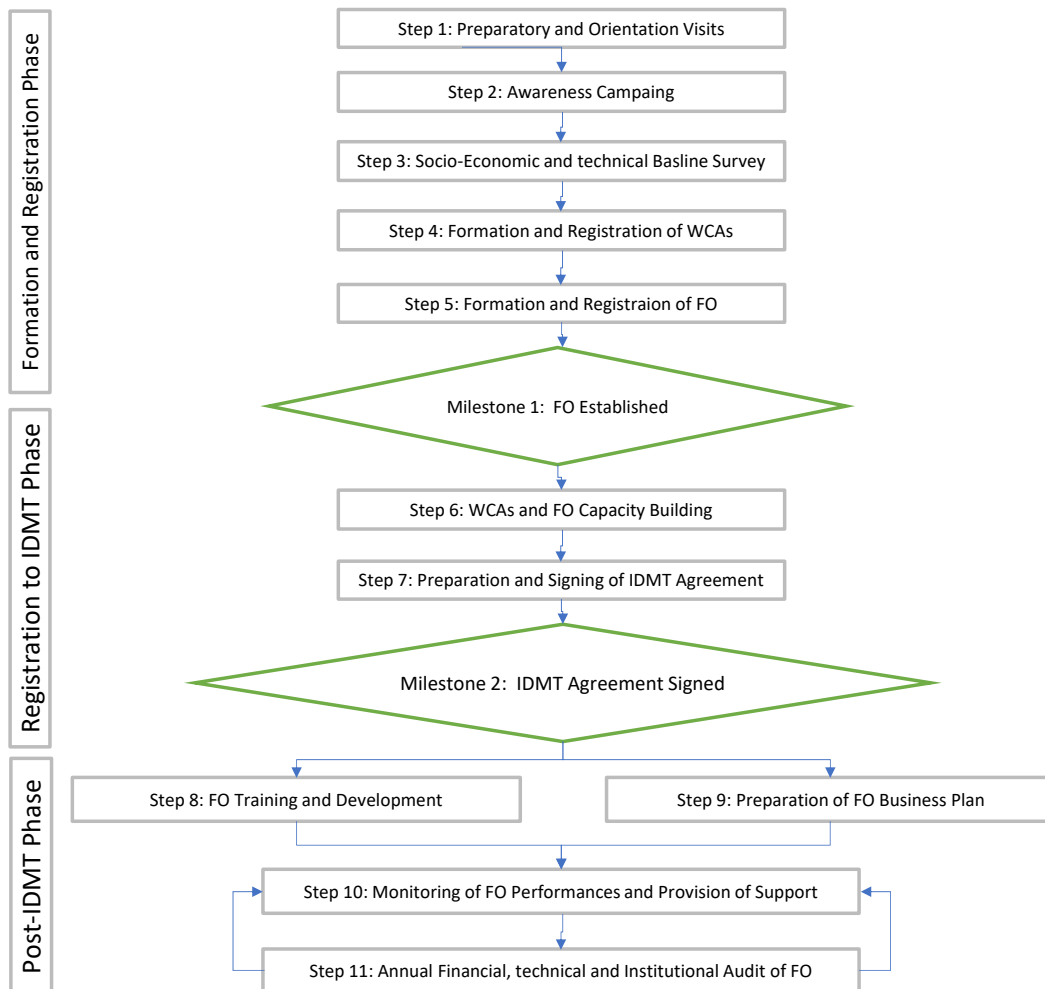 Formation and Registration Phase
Step 1: Preparatory and Orientation Visits
Step 2: Awareness Campaing
Step 3: Socio-Economic and technical Basline Survey
Step 4: Formation and Registration of WCAs
Step 5: Formation and Registraion of FO
Milestone 1: FO Established
Registration to IDMT Phase
Step 6: WCAs and FO Capacity Building
Step 7: Preparation and Signing of IDMT Agreement
Milestone 2: IDMT Agreement Signed
Post-IDMT Phase
Step 8: FO Training and Development
Step 9: Preparation of FO Business Plan
Step 10: Monitoring of FO Performances and Provision of Support
Step 11: Annual Financial, technical and Institutional Audit of FO